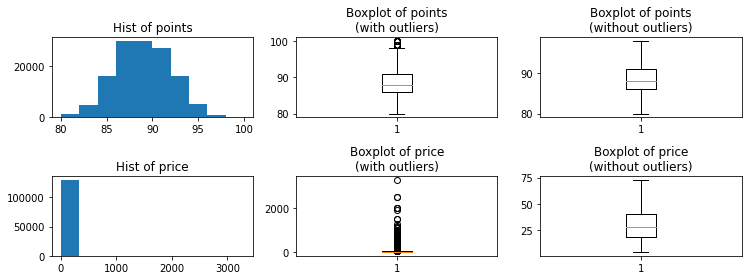 Hist of points
20000
0
80 85 90 95 100
Boxplot of points
(with outliers)
100
90
80
1
Boxplot of points
(without outliers)
90
80
1
Hist of price
100000
50000
0
0 1000 2000 3000
Boxplot of price
(with outliers)
2000
0
1
Boxplot of price
(without outliers)
75
50
25
1